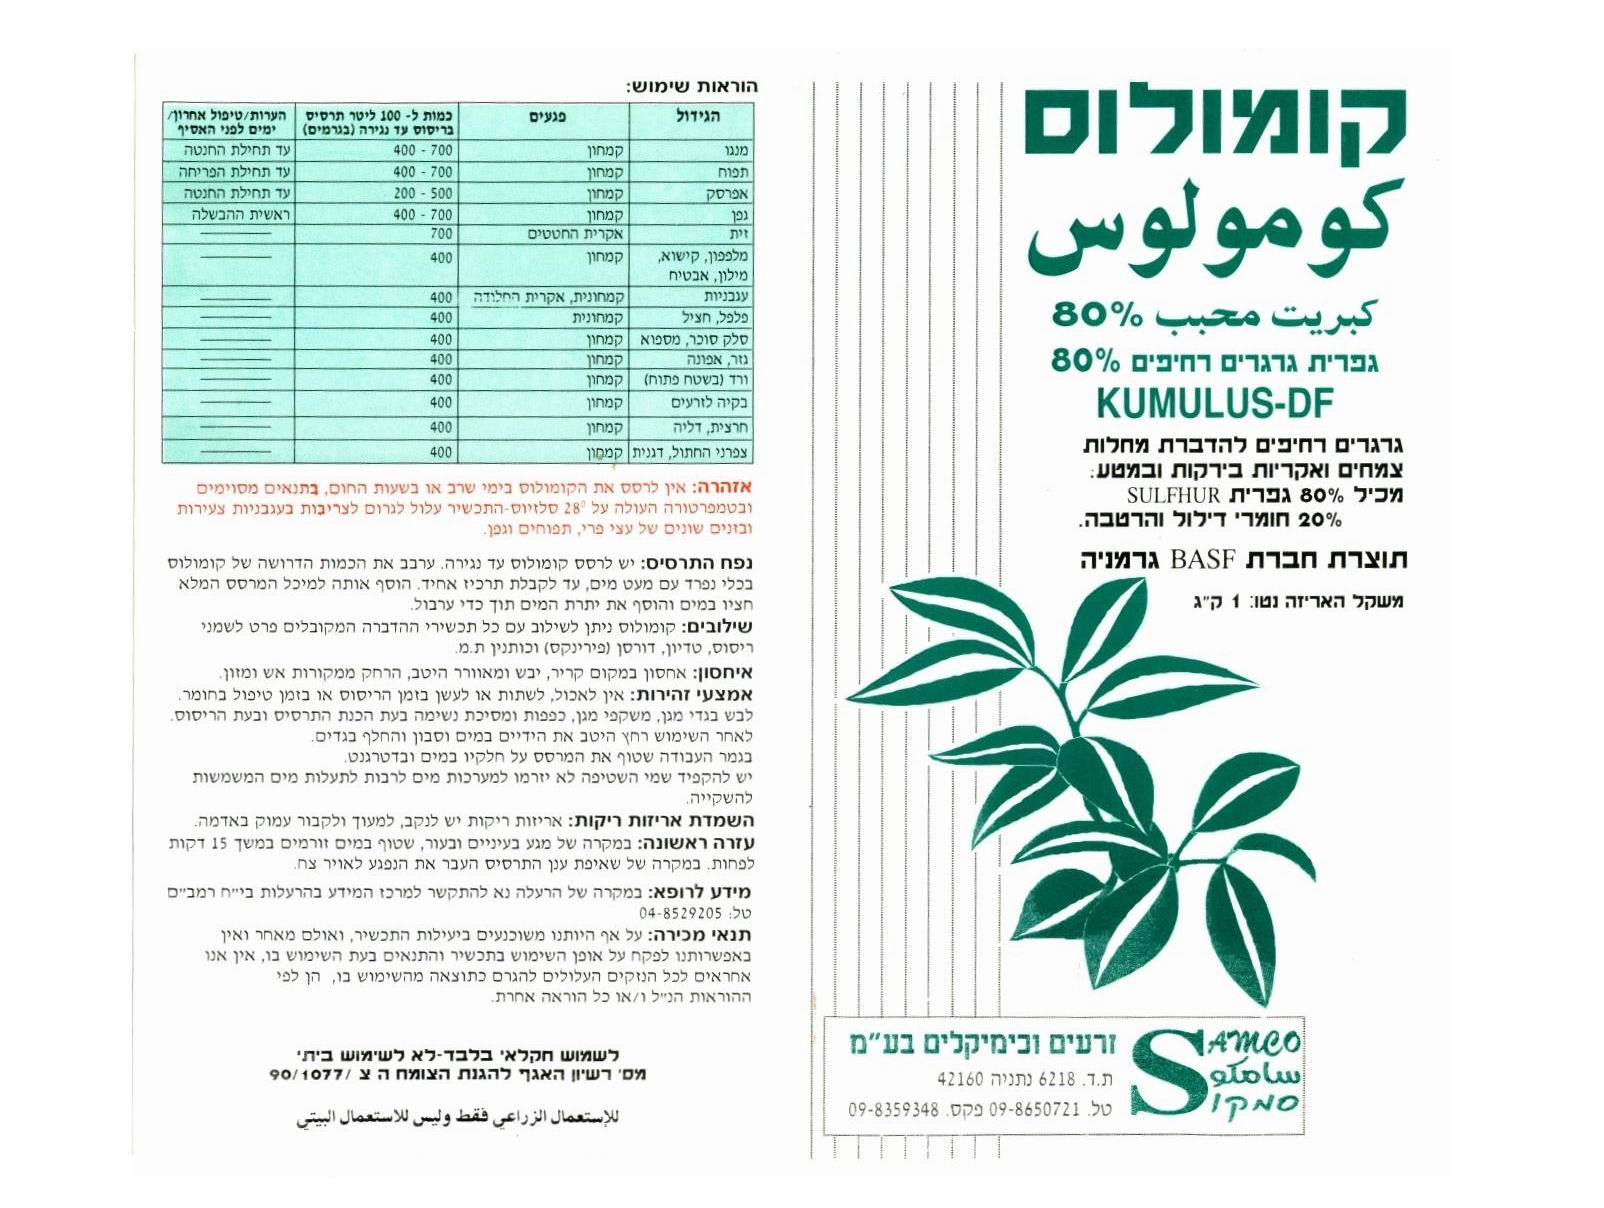 קומולוס
كومولوس
كبريت محبب 80%
גפרית גרגרים רחיפים 80%
KUMULUS-DF
גרגרים רחיפים להדברת מחלות
צמחים ואקריות בירקות ובמטע:
מכיל 80% גפרית SULFHUR
20% חומרי דילול והרטבה.
תוצרת חברת BASF גרמניה
משקל האריזה נטו: 1 ק"ג
SAMCO
سامكو
סמקו
זרעים וכימיקלים בע"מ
ת.ד. 6218 נתניה 42160
טל. 09-8650721 פקס. 09-8359348
הוראות שימוש:
הגידול פגעים כמות ל- 100 ליטר תרסיס הערות/טיפול אחרון/
בריסוס עד נגירה (בגרמים) ימים לפני האסיף
מנגו קמחון 400 - 700 עד תחילת החנטה
תפוח קמחון 400 - 700 עד תחילת הפריחה
אפרסק קמחון 200 - 500 עד תחילת החנטה
גפן קמחון 400 - 700 ראשית ההבשלה
זית אקרית החטטים 700
מלפפון, קישוא, קמחון 400
מילון, אבטיח
עגבניות קמחונית, אקרית החלודה 400
פלפל, חציל קמחונית 400
סלק סוכר, מספוא קמחון 400
גזר, אפונה קמחון 400
ורד (בשטח פתוח) קמחון 400
בקיה לזרעים קמחון 400
חרצית, דליה קמחון 400
צפרני החתול, דגנית קמחון 400
אזהרה: אין לרסס את הקומולוס בימי שרב או בשעות החום, בתנאים מסוימים
ובטמפרטורה העולה על 28° סלזיוס-התכשיר עלול לגרום לצריבות בעגבניות צעירות
ובזנים שונים של עצי פרי, תפוחים וגפן.
נפח התרסיס: יש לרסס קומולוס עד נגירה. ערבב את הכמות הדרושה של קומולוס
בכלי נפרד עם מעט מים, עד לקבלת תרכיז אחיד. הוסף אותה למיכל המרסס המלא
חציו במים והוסף את יתרת המים תוך כדי ערבול.
שילובים: קומולוס ניתן לשילוב עם כל תכשירי ההדברה המקובלים פרט לשמני
ריסוס, טדיון, דורסן (פירינקס) וכותנין ת.מ.
איחסון: אחסון במקום קריר, יבש ומאוורר היטב, הרחק ממקורות אש ומזון.
אמצעי זהירות: אין לאכול, לשתות או לעשן בזמן הריסוס או בזמן טיפול בחומר.
לבש בגדי מגן, משקפי מגן, כפפות ומסיכת נשימה בעת הכנת התרסיס ובעת הריסוס.
לאחר השימוש רחץ היטב את הידיים במים וסבון והחלף בגדים.
בגמר העבודה שטוף את המרסס על חלקיו במים ובדטרגנט.
יש להקפיד שמי השטיפה לא יזרמו למערכות מים לרבות לתעלות מים המשמשות
להשקייה.
השמדת אריזות ריקות: אריזות ריקות יש לנקב, למעוך ולקבור עמוק באדמה.
עזרה ראשונה: במקרה של מגע בעיניים ובעור, שטוף במים זורמים במשך 15 דקות
לפחות. במקרה של שאיפת ענן התרסיס העבר את הנפגע לאויר צח.
מידע לרופא: במקרה של הרעלה נא להתקשר למרכז המידע בהרעלות בי"ח רמב"ם
טל: 04-8529205
תנאי מכירה: על אף היותנו משוכנעים ביעילות התכשיר, ואולם מאחר ואין
באפשרותנו לפקח על אופן השימוש בתכשיר והתנאים בעת השימוש בו, אין אנו
אחראים לכל הנזקים העלולים להגרם כתוצאה מהשימוש בו, הן לפי
ההוראות הנ"ל ו/או כל הוראה אחרת.
לשמוש חקלאי בלבד-לא לשימוש ביתי
מס' רשיון האגף להגנת הצומח ה צ /90/1077
للإستعمال الزراعي فقط وليس للاستعمال البيتي